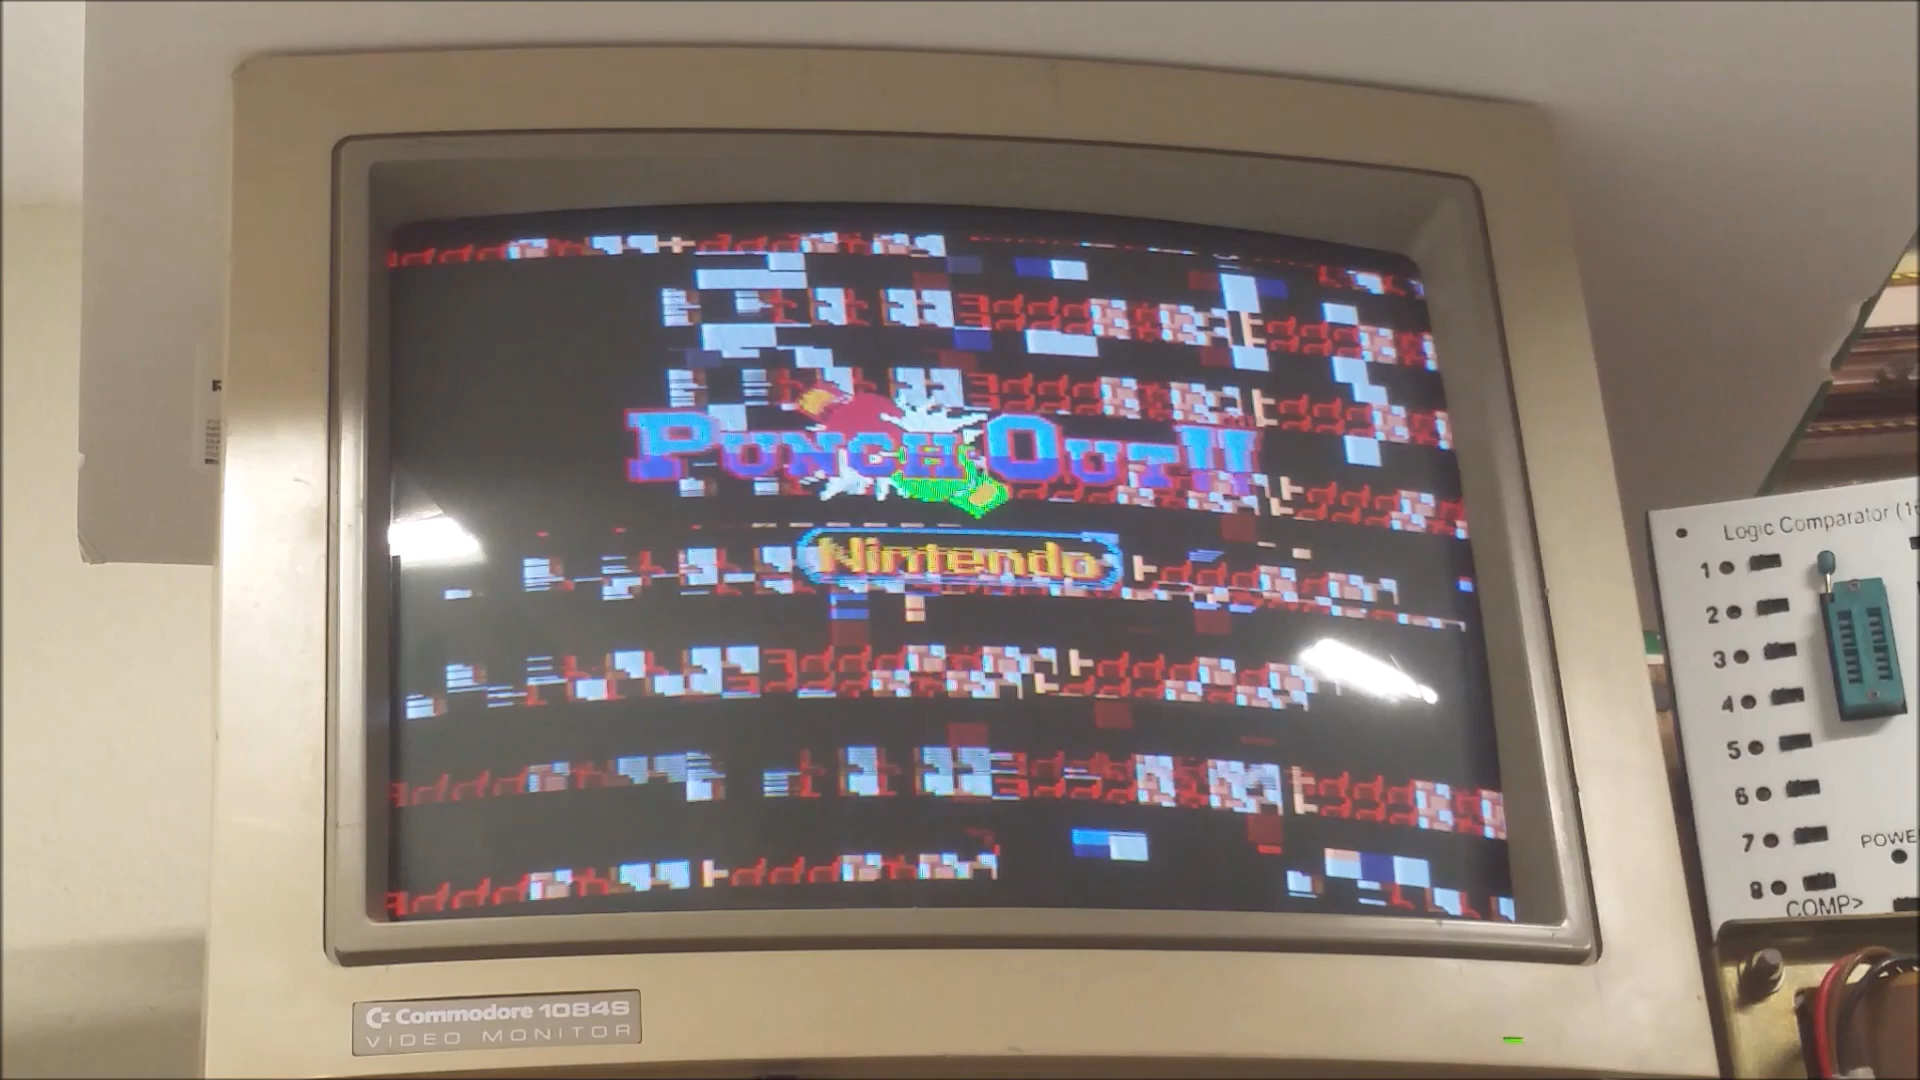 PUNCH OUT!!
Nintendo
Commodore 1084S
VIDEO MONITOR
Logic Comparator (1
1
2
3
4
5
6
7
8
POWE
COMP>